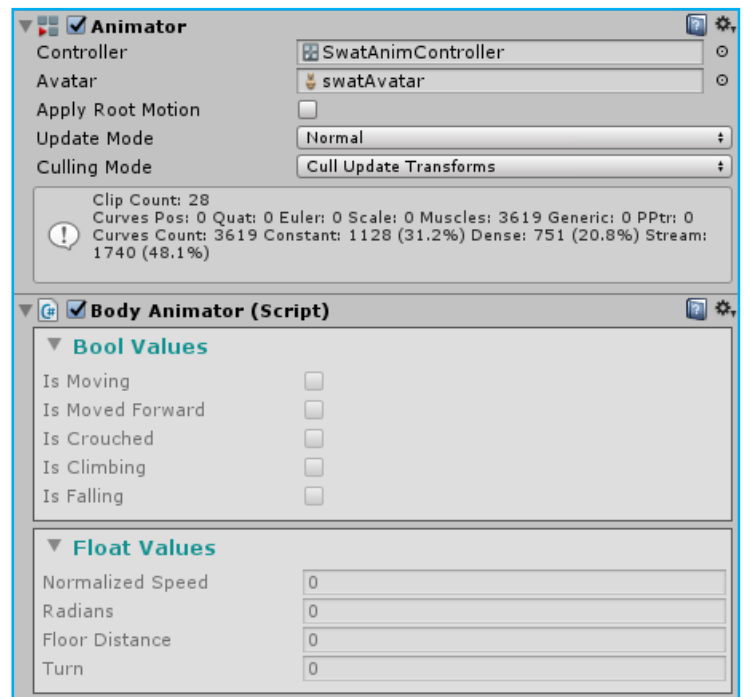 Animator
Controller SwatAnimController
Avatar swatAvatar
Apply Root Motion
Update Mode Normal
Culling Mode Cull Update Transforms
Clip Count: 28
Curves Pos: 0 Quat: 0 Euler: 0 Scale: 0 Muscles: 3619 Generic: 0 PPtr: 0
Curves Count: 3619 Constant: 1128 (31.2%) Dense: 751 (20.8%) Stream:
1740 (48.1%)
Body Animator (Script)
Bool Values
Is Moving
Is Moved Forward
Is Crouched
Is Climbing
Is Falling
Float Values
Normalized Speed 0
Radians 0
Floor Distance 0
Turn 0